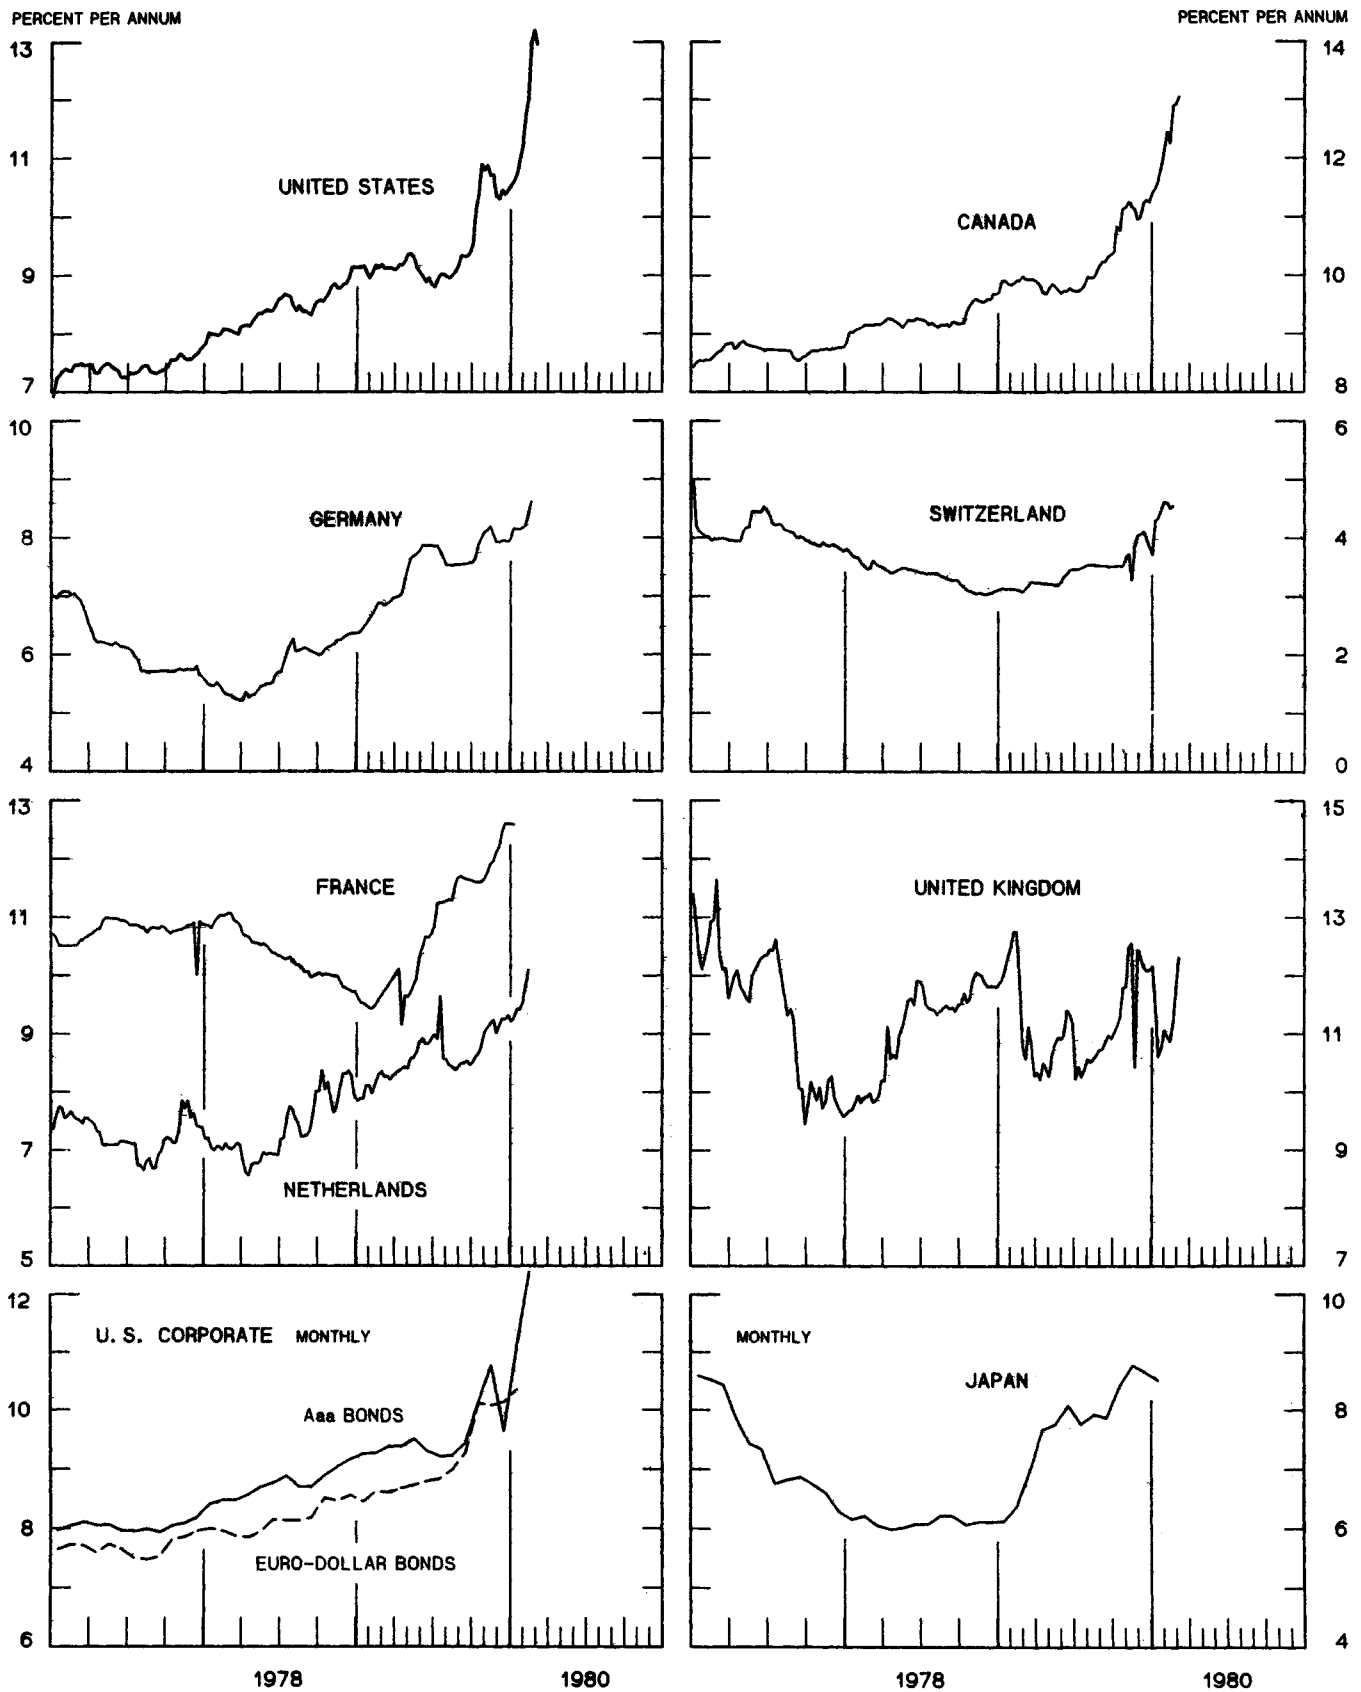 PERCENT PER ANNUM
PERCENT PER ANNUM
13
11
9
7
UNITED STATES
14
12
10
8
CANADA
10
8
6
4
GERMANY
6
4
2
0
SWITZERLAND
13
11
9
7
5
FRANCE
NETHERLANDS
15
13
11
9
7
UNITED KINGDOM
12
10
8
6
U. S. CORPORATE MONTHLY
Aaa BONDS
EURO-DOLLAR BONDS
10
8
6
4
MONTHLY
JAPAN
1978 1980
1978 1980